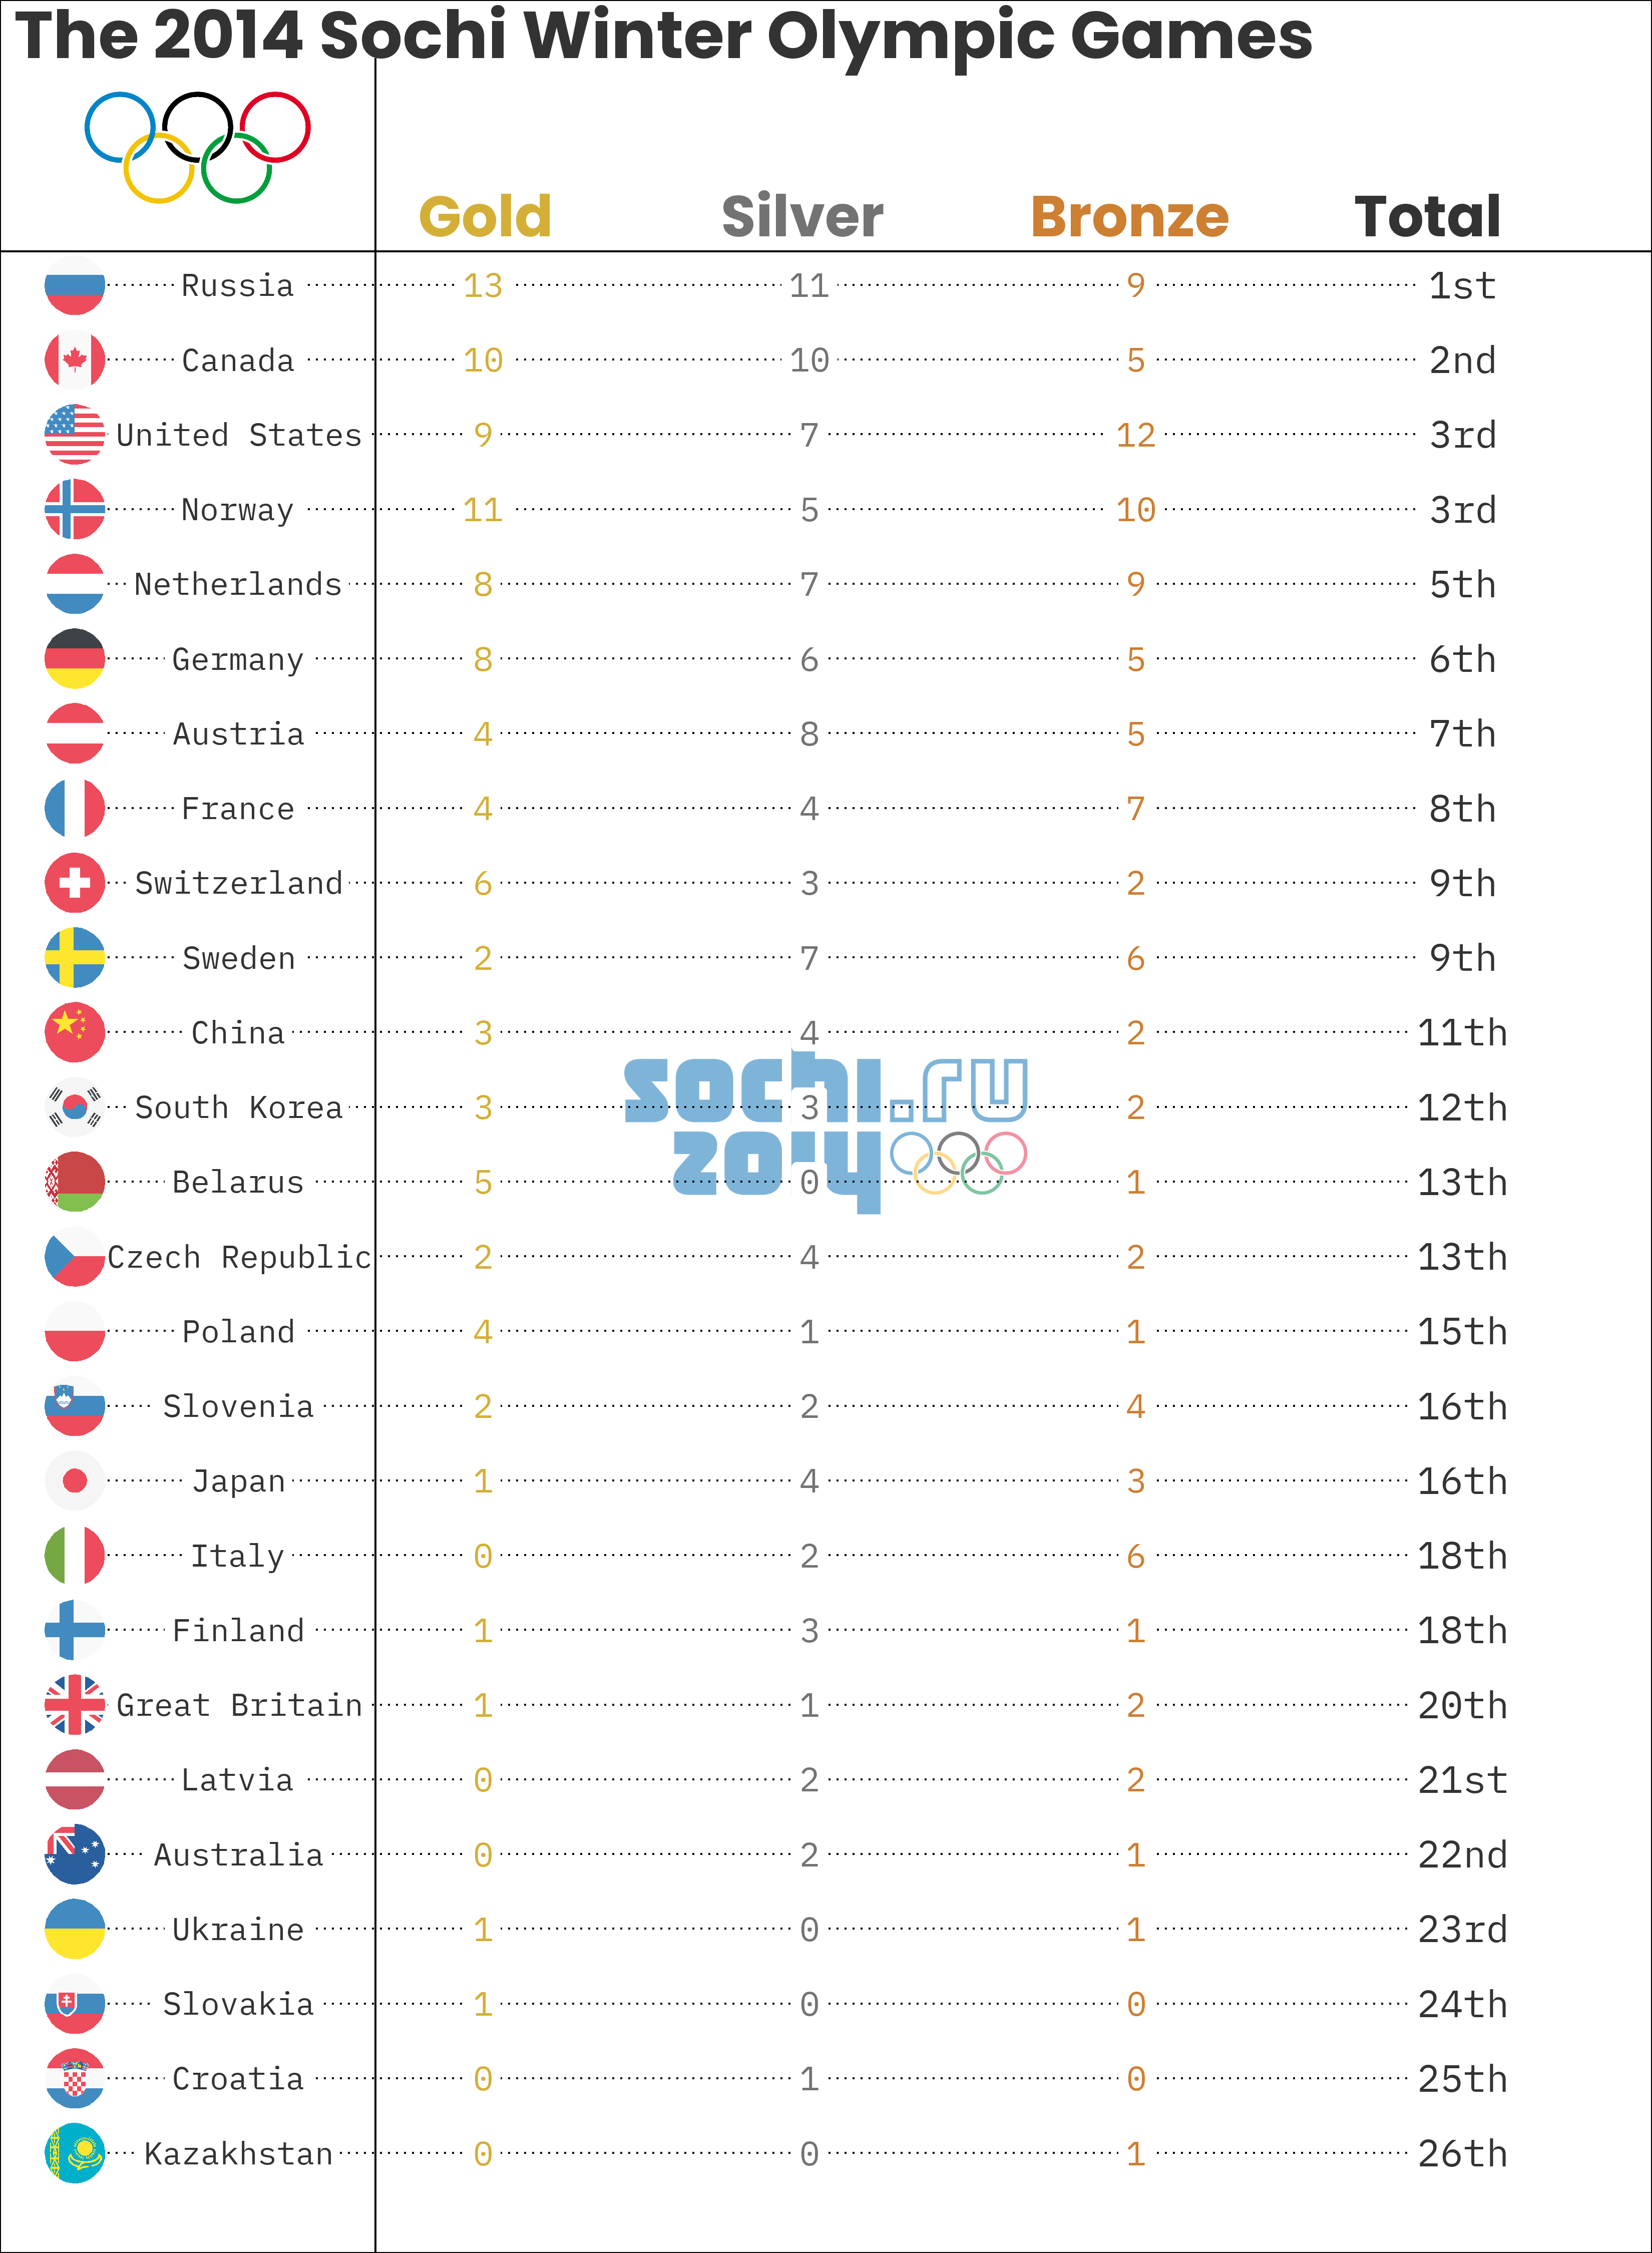 The 2014 Sochi Winter Olympic Games
Gold Silver Bronze Total
Russia 13 11 9 1st
Canada 10 10 5 2nd
United States 9 7 12 3rd
Norway 11 5 10 3rd
Netherlands 8 7 9 5th
Germany 8 6 5 6th
Austria 4 8 5 7th
France 4 4 7 8th
Switzerland 6 3 2 9th
Sweden 2 7 6 9th
China 3 4 2 11th
sochi.ru
South Korea 3 3 2 12th
2014
Belarus 5 0 1 13th
Czech Republic 2 4 2 13th
Poland 4 1 1 15th
Slovenia 2 2 4 16th
Japan 1 4 3 16th
Italy 0 2 6 18th
Finland 1 3 1 18th
Great Britain 1 1 2 20th
Latvia 0 2 2 21st
Australia 0 2 1 22nd
Ukraine 1 0 1 23rd
Slovakia 1 0 0 24th
Croatia 0 1 0 25th
Kazakhstan 0 0 1 26th